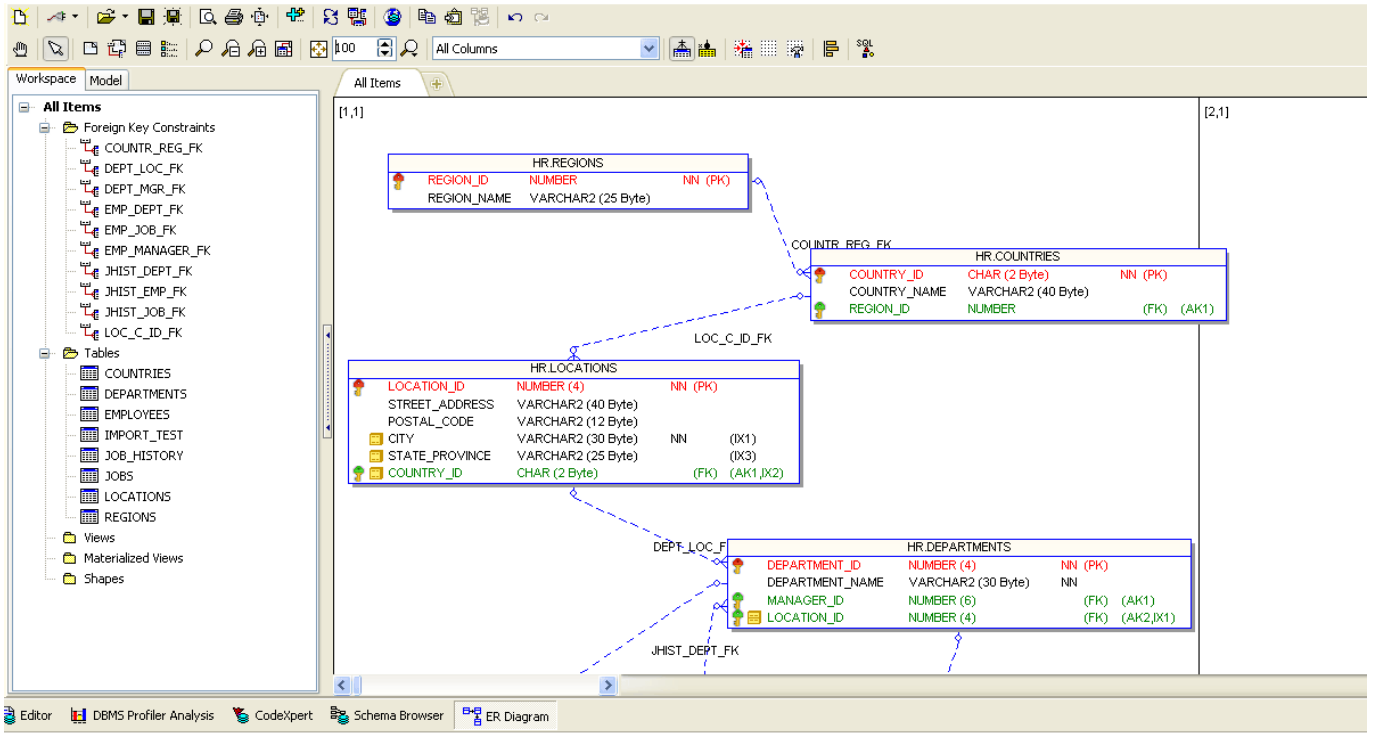 100 All Columns SQL
Workspace Model
All Items
Foreign Key Constraints
COUNTR_REG_FK
DEPT_LOC_FK
DEPT_MGR_FK
EMP_DEPT_FK
EMP_JOB_FK
EMP_MANAGER_FK
JHIST_DEPT_FK
JHIST_EMP_FK
JHIST_JOB_FK
LOC_C_ID_FK
Tables
COUNTRIES
DEPARTMENTS
EMPLOYEES
IMPORT_TEST
JOB_HISTORY
JOBS
LOCATIONS
REGIONS
Views
Materialized Views
Shapes
All Items
[1,1] [2,1]
HR.REGIONS
REGION_ID NUMBER NN (PK)
REGION_NAME VARCHAR2 (25 Byte)
COUNTR_REG_FK
HR.COUNTRIES
COUNTRY_ID CHAR (2 Byte) NN (PK)
COUNTRY_NAME VARCHAR2 (40 Byte)
REGION_ID NUMBER (FK) (AK1)
LOC_C_ID_FK
HR.LOCATIONS
LOCATION_ID NUMBER (4) NN (PK)
STREET_ADDRESS VARCHAR2 (40 Byte)
POSTAL_CODE VARCHAR2 (12 Byte)
CITY VARCHAR2 (30 Byte) NN (IX1)
STATE_PROVINCE VARCHAR2 (25 Byte) (IX3)
COUNTRY_ID CHAR (2 Byte) (FK) (AK1,IX2)
DEPT_LOC_F
HR.DEPARTMENTS
DEPARTMENT_ID NUMBER (4) NN (PK)
DEPARTMENT_NAME VARCHAR2 (30 Byte) NN
MANAGER_ID NUMBER (6) (FK) (AK1)
LOCATION_ID NUMBER (4) (FK) (AK2,IX1)
JHIST_DEPT_FK
Editor DBMS Profiler Analysis CodeXpert Schema Browser ER Diagram